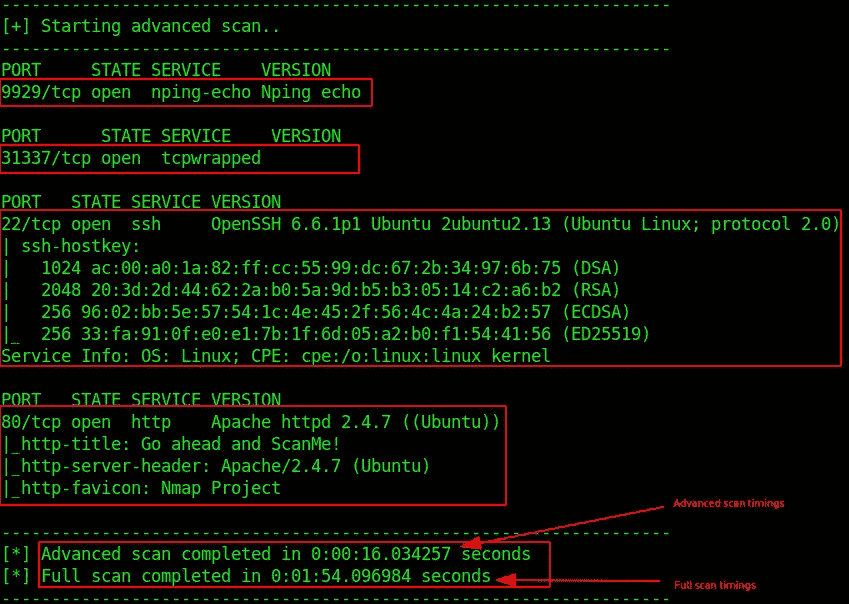 ---------------------------------------------------------------
[+] Starting advanced scan..
---------------------------------------------------------------
PORT     STATE SERVICE    VERSION
9929/tcp open  nping-echo Nping echo
PORT      STATE SERVICE    VERSION
31337/tcp open  tcpwrapped
PORT   STATE SERVICE VERSION
22/tcp open  ssh     OpenSSH 6.6.1p1 Ubuntu 2ubuntu2.13 (Ubuntu Linux; protocol 2.0)
| ssh-hostkey:
|   1024 ac:00:a0:1a:82:ff:cc:55:99:dc:67:2b:34:97:6b:75 (DSA)
|   2048 20:3d:2d:44:62:2a:b0:5a:9d:b5:b3:05:14:c2:a6:b2 (RSA)
|   256 96:02:bb:5e:57:54:1c:4e:45:2f:56:4c:4a:24:b2:57 (ECDSA)
|_  256 33:fa:91:0f:e0:e1:7b:1f:6d:05:a2:b0:f1:54:41:56 (ED25519)
Service Info: OS: Linux; CPE: cpe:/o:linux:linux kernel
PORT   STATE SERVICE VERSION
80/tcp open  http    Apache httpd 2.4.7 ((Ubuntu))
|_http-title: Go ahead and ScanMe!
|_http-server-header: Apache/2.4.7 (Ubuntu)
|_http-favicon: Nmap Project
Advanced scan timings
---------------------------------------------------------------
[*] Advanced scan completed in 0:00:16.034257 seconds
[*] Full scan completed in 0:01:54.096984 seconds
Full scan timings
---------------------------------------------------------------